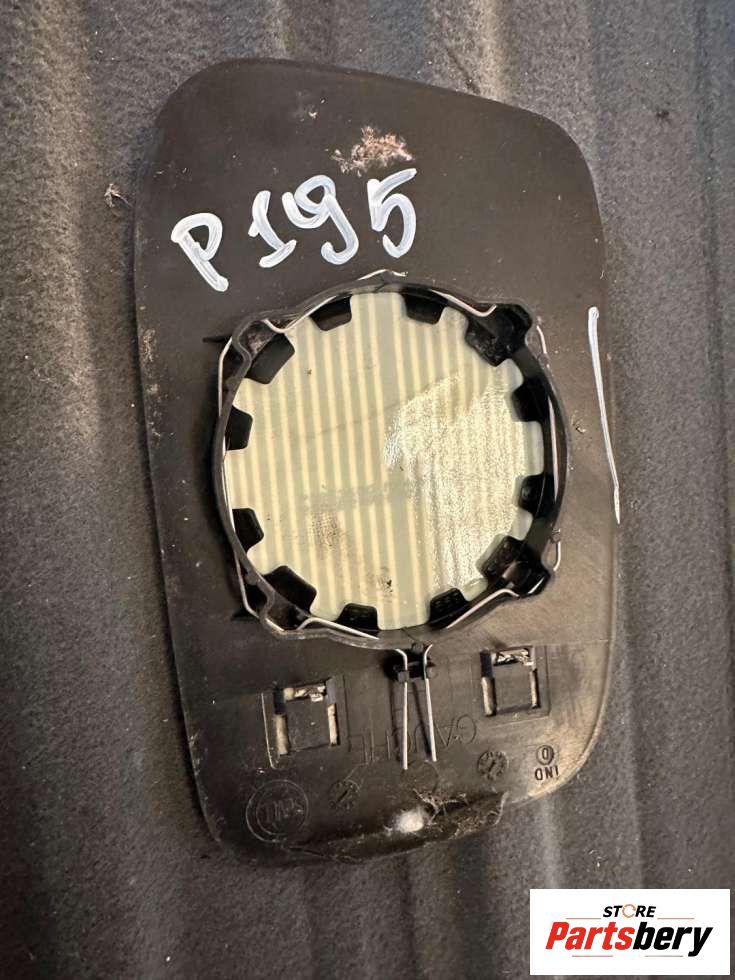 P195
GAUCHE
IND
D
STORE
Partsbery